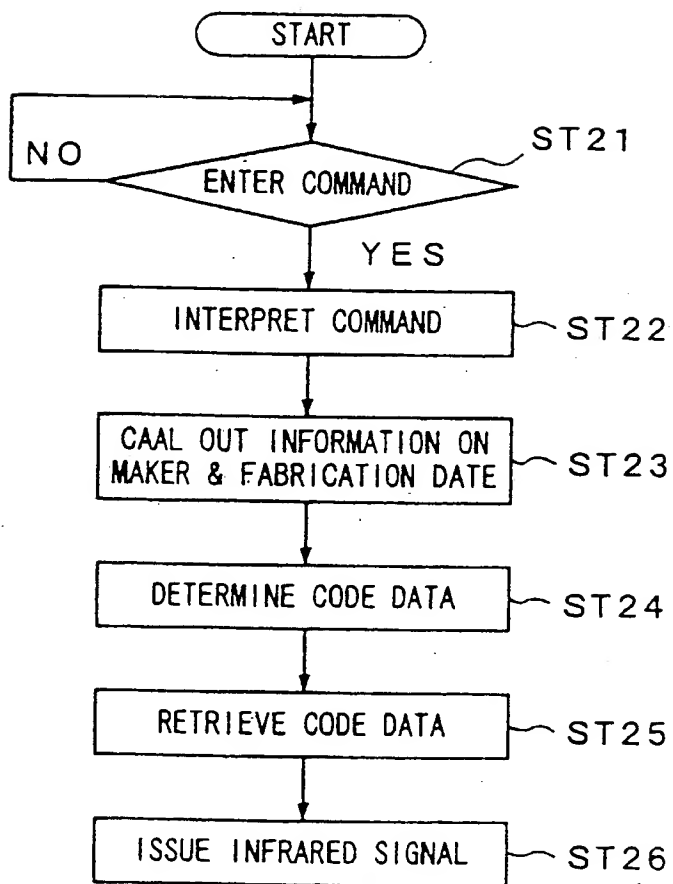 START
NO
ENTER COMMAND
ST21
YES
INTERPRET COMMAND
ST22
CAAL OUT INFORMATION ON
MAKER & FABRICATION DATE
ST23
DETERMINE CODE DATA
ST24
RETRIEVE CODE DATA
ST25
ISSUE INFRARED SIGNAL
ST26